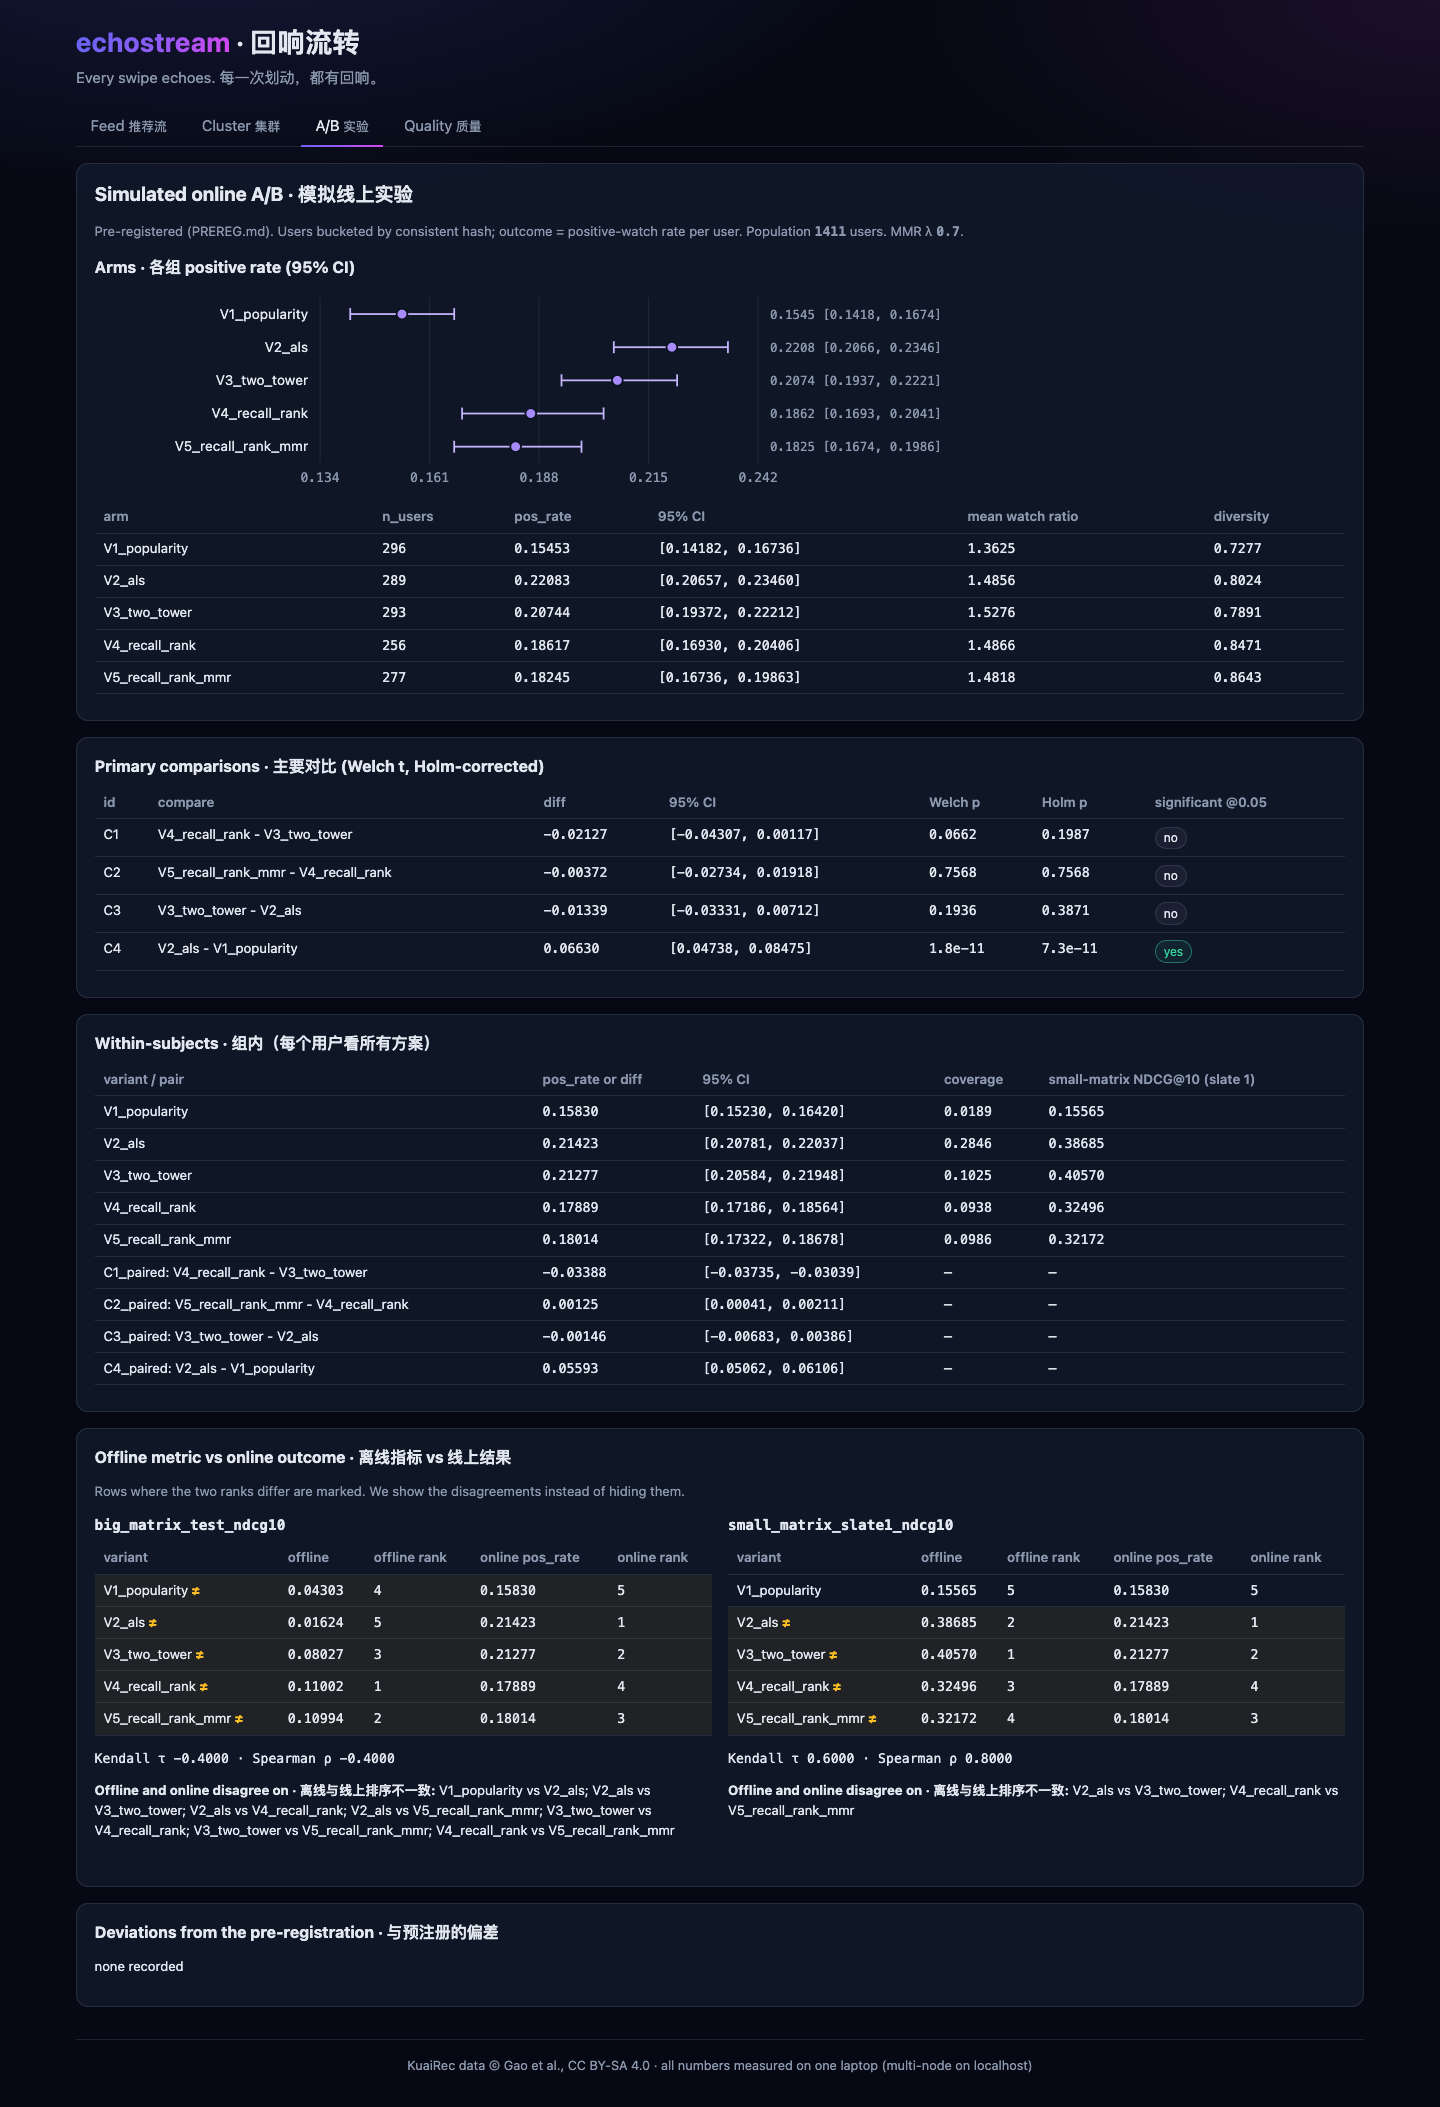 echostream · 回响流转
Every swipe echoes. 每一次划动，都有回响。
Feed 推荐流 Cluster 集群 A/B 实验 Quality 质量
Simulated online A/B · 模拟线上实验
Pre-registered (PREREG.md). Users bucketed by consistent hash; outcome = positive-watch rate per user. Population 1411 users. MMR λ 0.7.
Arms · 各组 positive rate (95% CI)
V1_popularity 0.1545 [0.1418, 0.1674]
V2_als 0.2208 [0.2066, 0.2346]
V3_two_tower 0.2074 [0.1937, 0.2221]
V4_recall_rank 0.1862 [0.1693, 0.2041]
V5_recall_rank_mmr 0.1825 [0.1674, 0.1986]
0.134 0.161 0.188 0.215 0.242
arm n_users pos_rate 95% CI mean watch ratio diversity
V1_popularity 296 0.15453 [0.14182, 0.16736] 1.3625 0.7277
V2_als 289 0.22083 [0.20657, 0.23460] 1.4856 0.8024
V3_two_tower 293 0.20744 [0.19372, 0.22212] 1.5276 0.7891
V4_recall_rank 256 0.18617 [0.16930, 0.20406] 1.4866 0.8471
V5_recall_rank_mmr 277 0.18245 [0.16736, 0.19863] 1.4818 0.8643
Primary comparisons · 主要对比 (Welch t, Holm-corrected)
id compare diff 95% CI Welch p Holm p significant @0.05
C1 V4_recall_rank - V3_two_tower −0.02127 [−0.04307, 0.00117] 0.0662 0.1987 no
C2 V5_recall_rank_mmr - V4_recall_rank −0.00372 [−0.02734, 0.01918] 0.7568 0.7568 no
C3 V3_two_tower - V2_als −0.01339 [−0.03331, 0.00712] 0.1936 0.3871 no
C4 V2_als - V1_popularity 0.06630 [0.04738, 0.08475] 1.8e−11 7.3e−11 yes
Within-subjects · 组内（每个用户看所有方案）
variant / pair pos_rate or diff 95% CI coverage small-matrix NDCG@10 (slate 1)
V1_popularity 0.15830 [0.15230, 0.16420] 0.0189 0.15565
V2_als 0.21423 [0.20781, 0.22037] 0.2846 0.38685
V3_two_tower 0.21277 [0.20584, 0.21948] 0.1025 0.40570
V4_recall_rank 0.17889 [0.17186, 0.18564] 0.0938 0.32496
V5_recall_rank_mmr 0.18014 [0.17322, 0.18678] 0.0986 0.32172
C1_paired: V4_recall_rank - V3_two_tower −0.03388 [−0.03735, −0.03039] — —
C2_paired: V5_recall_rank_mmr - V4_recall_rank 0.00125 [0.00041, 0.00211] — —
C3_paired: V3_two_tower - V2_als −0.00146 [−0.00683, 0.00386] — —
C4_paired: V2_als - V1_popularity 0.05593 [0.05062, 0.06106] — —
Offline metric vs online outcome · 离线指标 vs 线上结果
Rows where the two ranks differ are marked. We show the disagreements instead of hiding them.
big_matrix_test_ndcg10
variant offline offline rank online pos_rate online rank
V1_popularity ≠ 0.04303 4 0.15830 5
V2_als ≠ 0.01624 5 0.21423 1
V3_two_tower ≠ 0.08027 3 0.21277 2
V4_recall_rank ≠ 0.11002 1 0.17889 4
V5_recall_rank_mmr ≠ 0.10994 2 0.18014 3
Kendall τ −0.4000 · Spearman ρ −0.4000
Offline and online disagree on · 离线与线上排序不一致: V1_popularity vs V2_als; V2_als vs
V3_two_tower; V2_als vs V4_recall_rank; V2_als vs V5_recall_rank_mmr; V3_two_tower vs
V4_recall_rank; V3_two_tower vs V5_recall_rank_mmr; V4_recall_rank vs V5_recall_rank_mmr
small_matrix_slate1_ndcg10
variant offline offline rank online pos_rate online rank
V1_popularity 0.15565 5 0.15830 5
V2_als ≠ 0.38685 2 0.21423 1
V3_two_tower ≠ 0.40570 1 0.21277 2
V4_recall_rank ≠ 0.32496 3 0.17889 4
V5_recall_rank_mmr ≠ 0.32172 4 0.18014 3
Kendall τ 0.6000 · Spearman ρ 0.8000
Offline and online disagree on · 离线与线上排序不一致: V2_als vs V3_two_tower; V4_recall_rank vs
V5_recall_rank_mmr
Deviations from the pre-registration · 与预注册的偏差
none recorded
KuaiRec data © Gao et al., CC BY-SA 4.0 · all numbers measured on one laptop (multi-node on localhost)